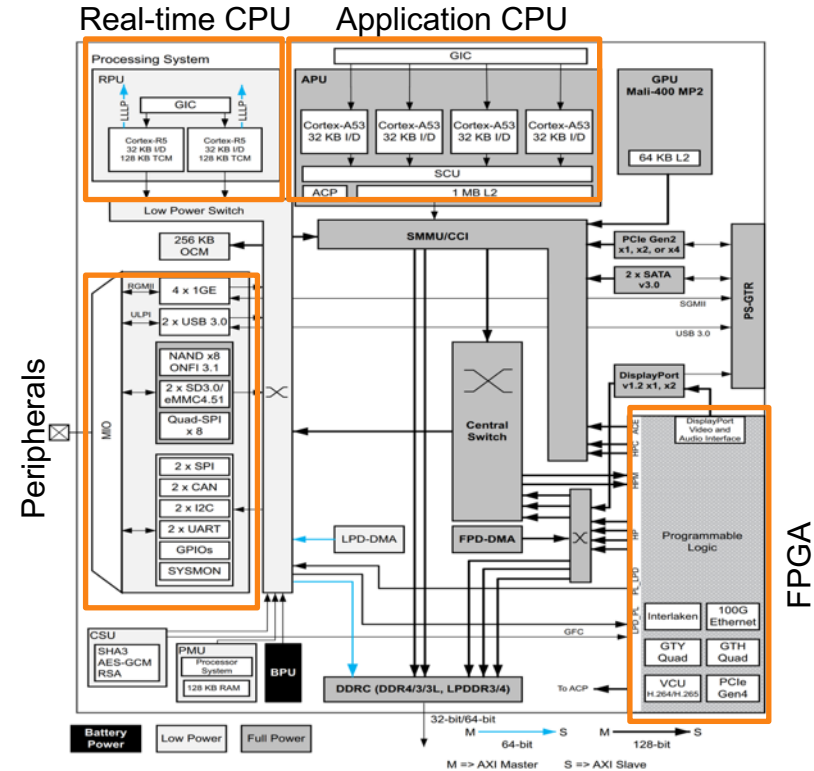 Real-time CPU
Application CPU
Processing System
RPU
GIC
LLLP
LLLP
Cortex-R5
32 KB I/D
128 KB TCM
Cortex-R5
32 KB I/D
128 KB TCM
GIC
APU
Cortex-A53
32 KB I/D
Cortex-A53
32 KB I/D
Cortex-A53
32 KB I/D
Cortex-A53
32 KB I/D
SCU
ACP
1 MB L2
GPU
Mali-400 MP2
64 KB L2
Low Power Switch
256 KB
OCM
SMMU/CCI
PCIe Gen2
x1, x2, or x4
2 x SATA
v3.0
PS-GTR
SGMII
USB 3.0
Peripherals
MIO
RGMII
4 x 1GE
ULPI
2 x USB 3.0
NAND x8
ONFI 3.1
2 x SD3.0/
eMMC4.51
Quad-SPI
x 8
2 x SPI
2 x CAN
2 x I2C
2 x UART
GPIOs
SYSMON
Central
Switch
DisplayPort
v1.2 x1, x2
LPD-DMA
FPD-DMA
ACE
HPC
HPM
HP
PL_LPD
LPD_PL
GFC
DisplayPort
Video and
Audio Interface
Programmable
Logic
FPGA
Interlaken
100G
Ethernet
GTY
Quad
GTH
Quad
VCU
H.264/H.265
PCIe
Gen4
CSU
SHA3
AES-GCM
RSA
PMU
Processor
System
128 KB RAM
BPU
DDRC (DDR4/3/3L, LPDDR3/4)
To ACP
32-bit/64-bit
Battery
Power
Low Power
Full Power
M
S
64-bit
M
S
128-bit
M => AXI Master
S => AXI Slave